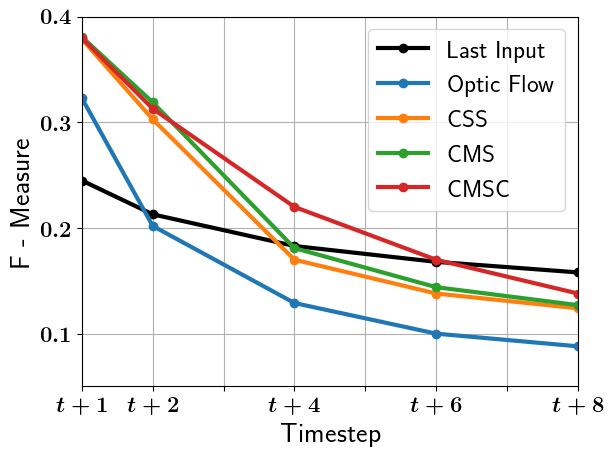 0.4
0.3
0.2
0.1
F - Measure
Last Input
Optic Flow
CSS
CMS
CMSC
t + 1 t + 2 t + 4 t + 6 t + 8
Timestep